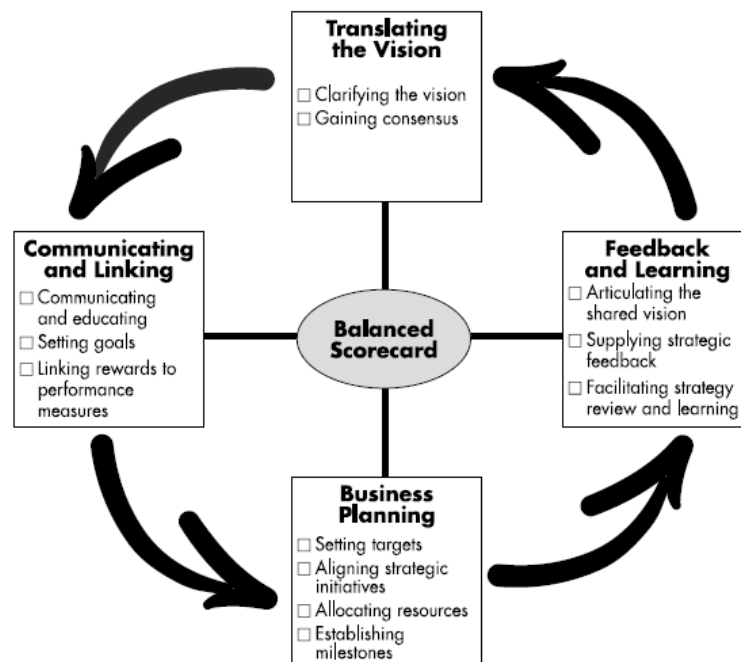 Translating
the Vision
☐ Clarifying the vision
☐ Gaining consensus
Communicating
and Linking
☐ Communicating
and educating
☐ Setting goals
☐ Linking rewards to
performance
measures
Balanced
Scorecard
Feedback
and Learning
☐ Articulating the
shared vision
☐ Supplying strategic
feedback
☐ Facilitating strategy
review and learning
Business
Planning
☐ Setting targets
☐ Aligning strategic
initiatives
☐ Allocating resources
☐ Establishing
milestones